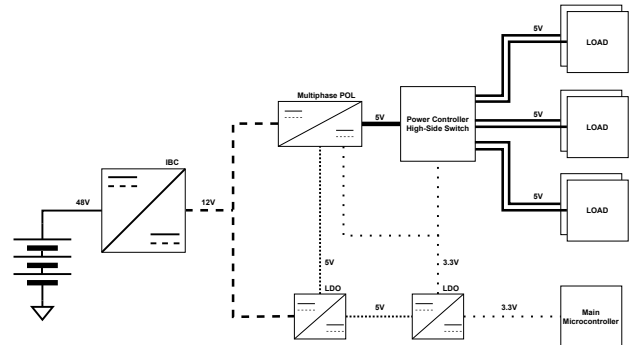 5V
LOAD
Multiphase POL
5V
Power Controller
High-Side Switch
5V
LOAD
IBC
48V
12V
5V
LOAD
5V
3.3V
LDO
LDO
5V
3.3V
Main
Microcontroller